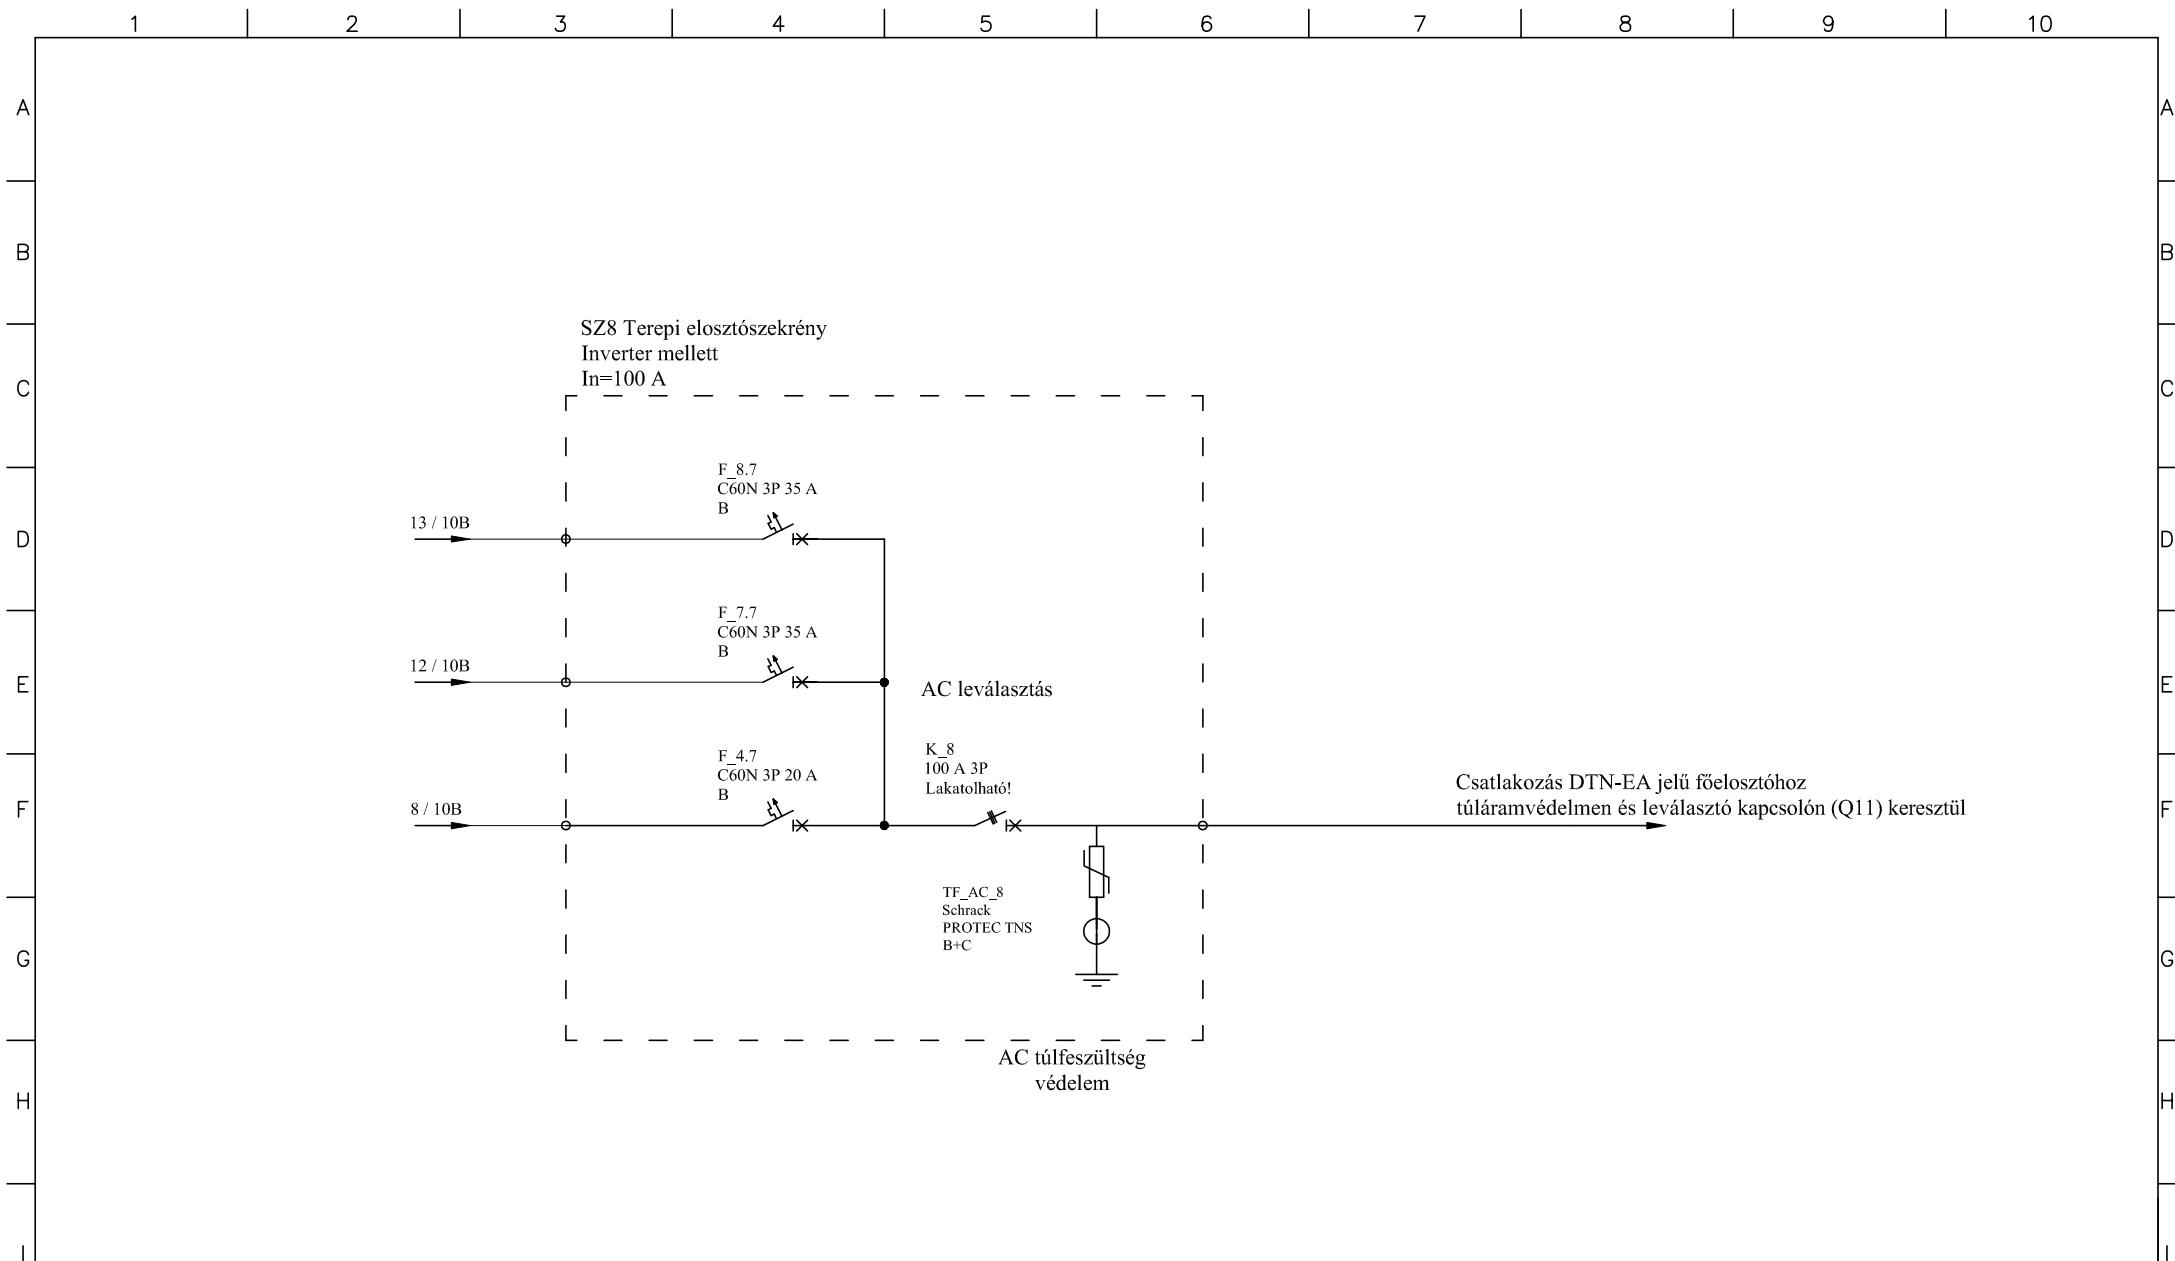 1 2 3 4 5 6 7 8 9 10
A A
B B
SZ8 Terepi elosztószekrény
Inverter mellett
In=100 A
C C
F_8.7
C60N 3P 35 A
B
13 / 10B
D D
F_7.7
C60N 3P 35 A
B
12 / 10B
E E
AC leválasztás
F_4.7
C60N 3P 20 A
B
K_8
100 A 3P
Lakatolható!
8 / 10B
F F
Csatlakozás DTN-EA jelű főelosztóhoz
túláramvédelmen és leválasztó kapcsolón (Q11) keresztül
TF_AC_8
Schrack
PROTEC TNS
B+C
G G
AC túlfeszültség
védelem
H H
I I